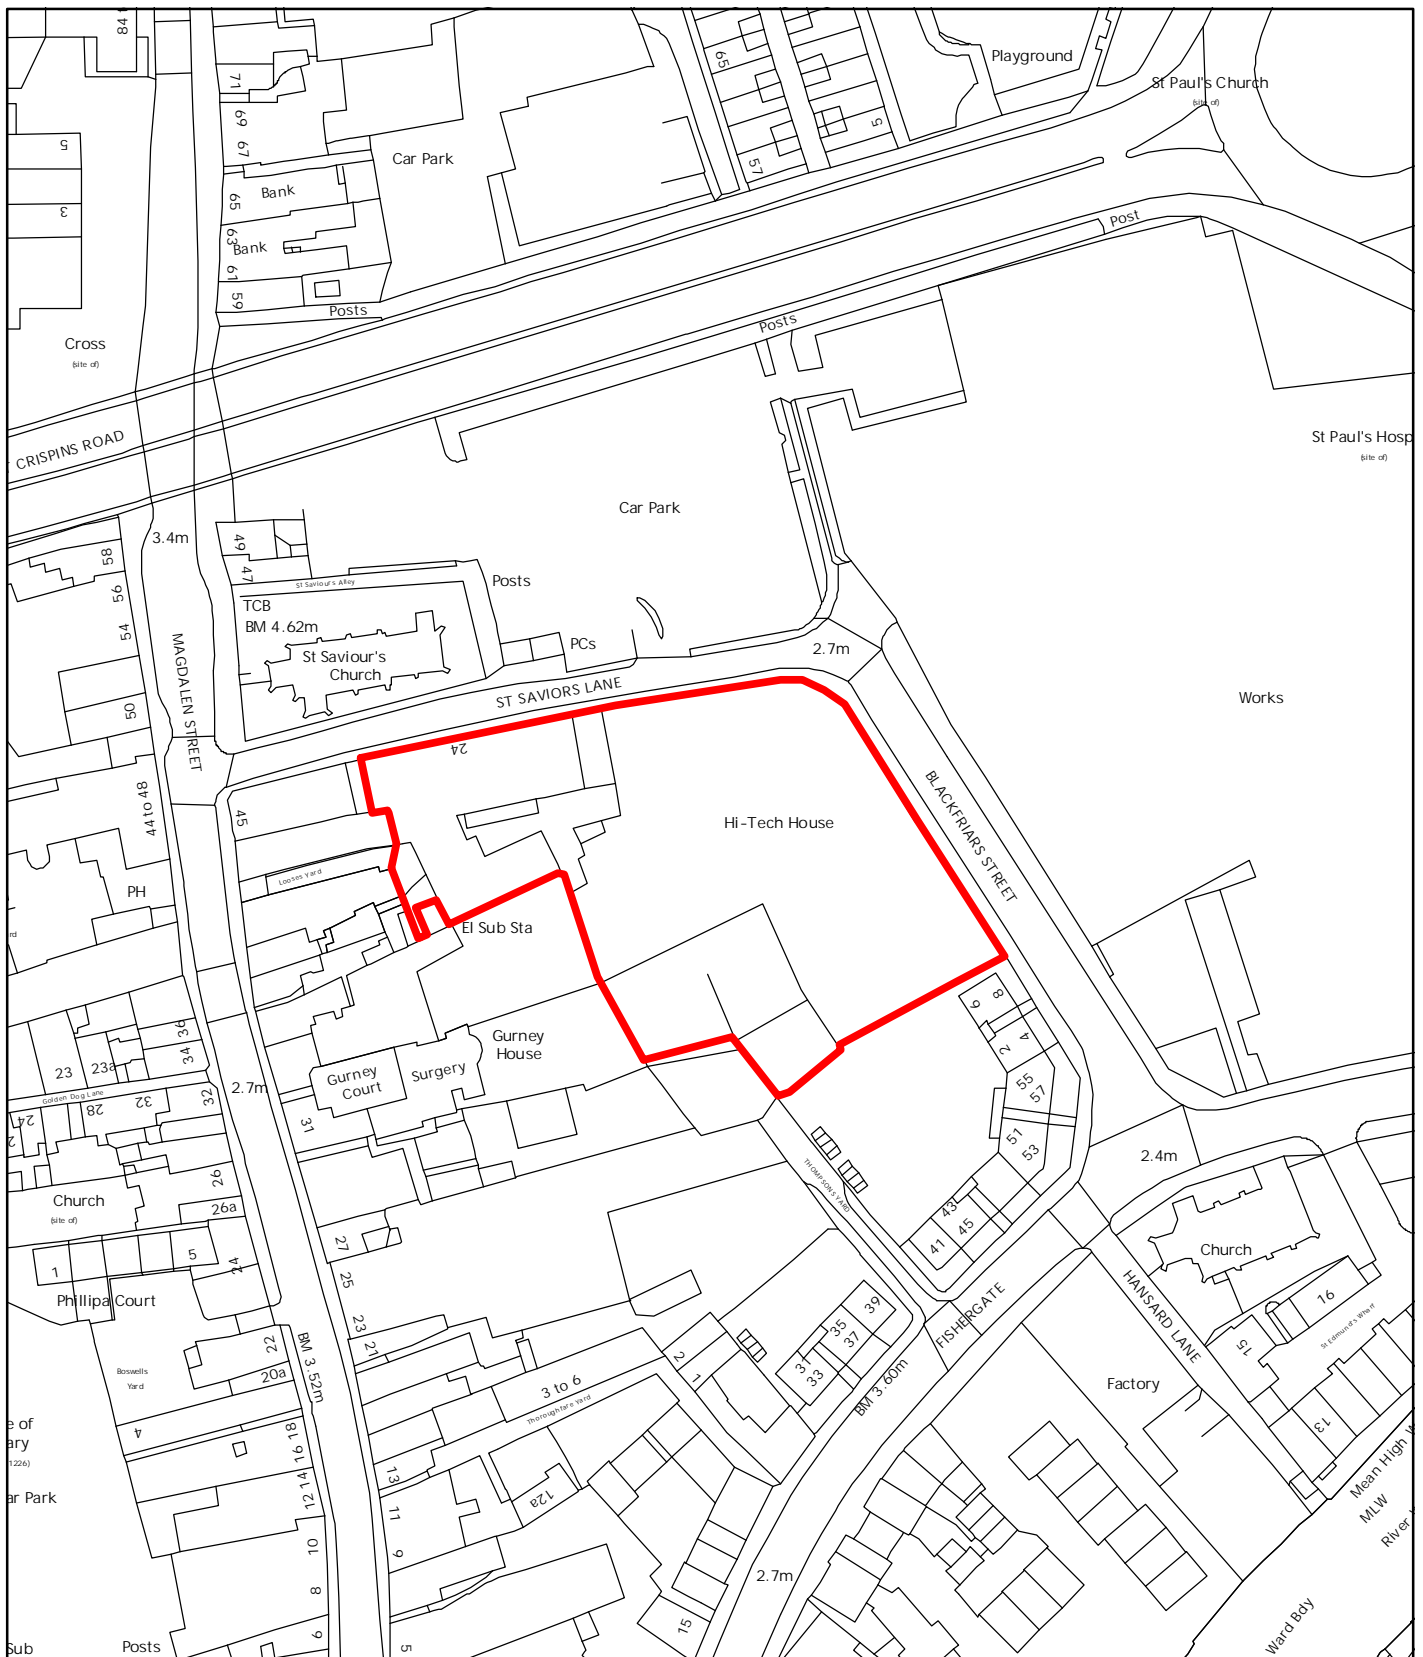 84
71
69
67
65
63
61
59
Bank
Bank
Car Park
Posts
65
57
5
Playground
St Paul's Church
(site of)
Post
Posts
5
3
Cross
(site of)
CRISPINS ROAD
St Paul's Hosp
(site of)
Car Park
3.4m
49
47
58
56
54
50
44 to 48
St Saviour's Alley
Posts
TCB
BM 4.62m
St Saviour's
Church
PCs
2.7m
MAGDALEN STREET
ST SAVIORS LANE
24
Works
BLACKFRIARS STREET
Hi-Tech House
45
Looses Yard
PH
rd
El Sub Sta
Gurney
House
Gurney
Court
Surgery
36
34
32
23
23a
Golden Dog Lane
24
28
32
2.7m
31
8
6
4
2
55
57
51
53
43
45
41
2.4m
THOMPSONS YARD
Church
(site of)
26
26a
24
1
5
Phillipa Court
27
25
23
21
22
20a
BM 3.52m
Boswells
Yard
4
18
16
14
12
10
8
6
Church
16
15
13
St Edmund's Wharf
HANSARD LANE
FISHERGATE
39
37
35
33
31
BM 3.60m
2
1
3 to 6
Thoroughfare Yard
Factory
13
11
9
5
12a
15
2.7m
e of
ary
1226)
ar Park
Sub
Posts
Mean High W
MLW
River
Ward Bdy